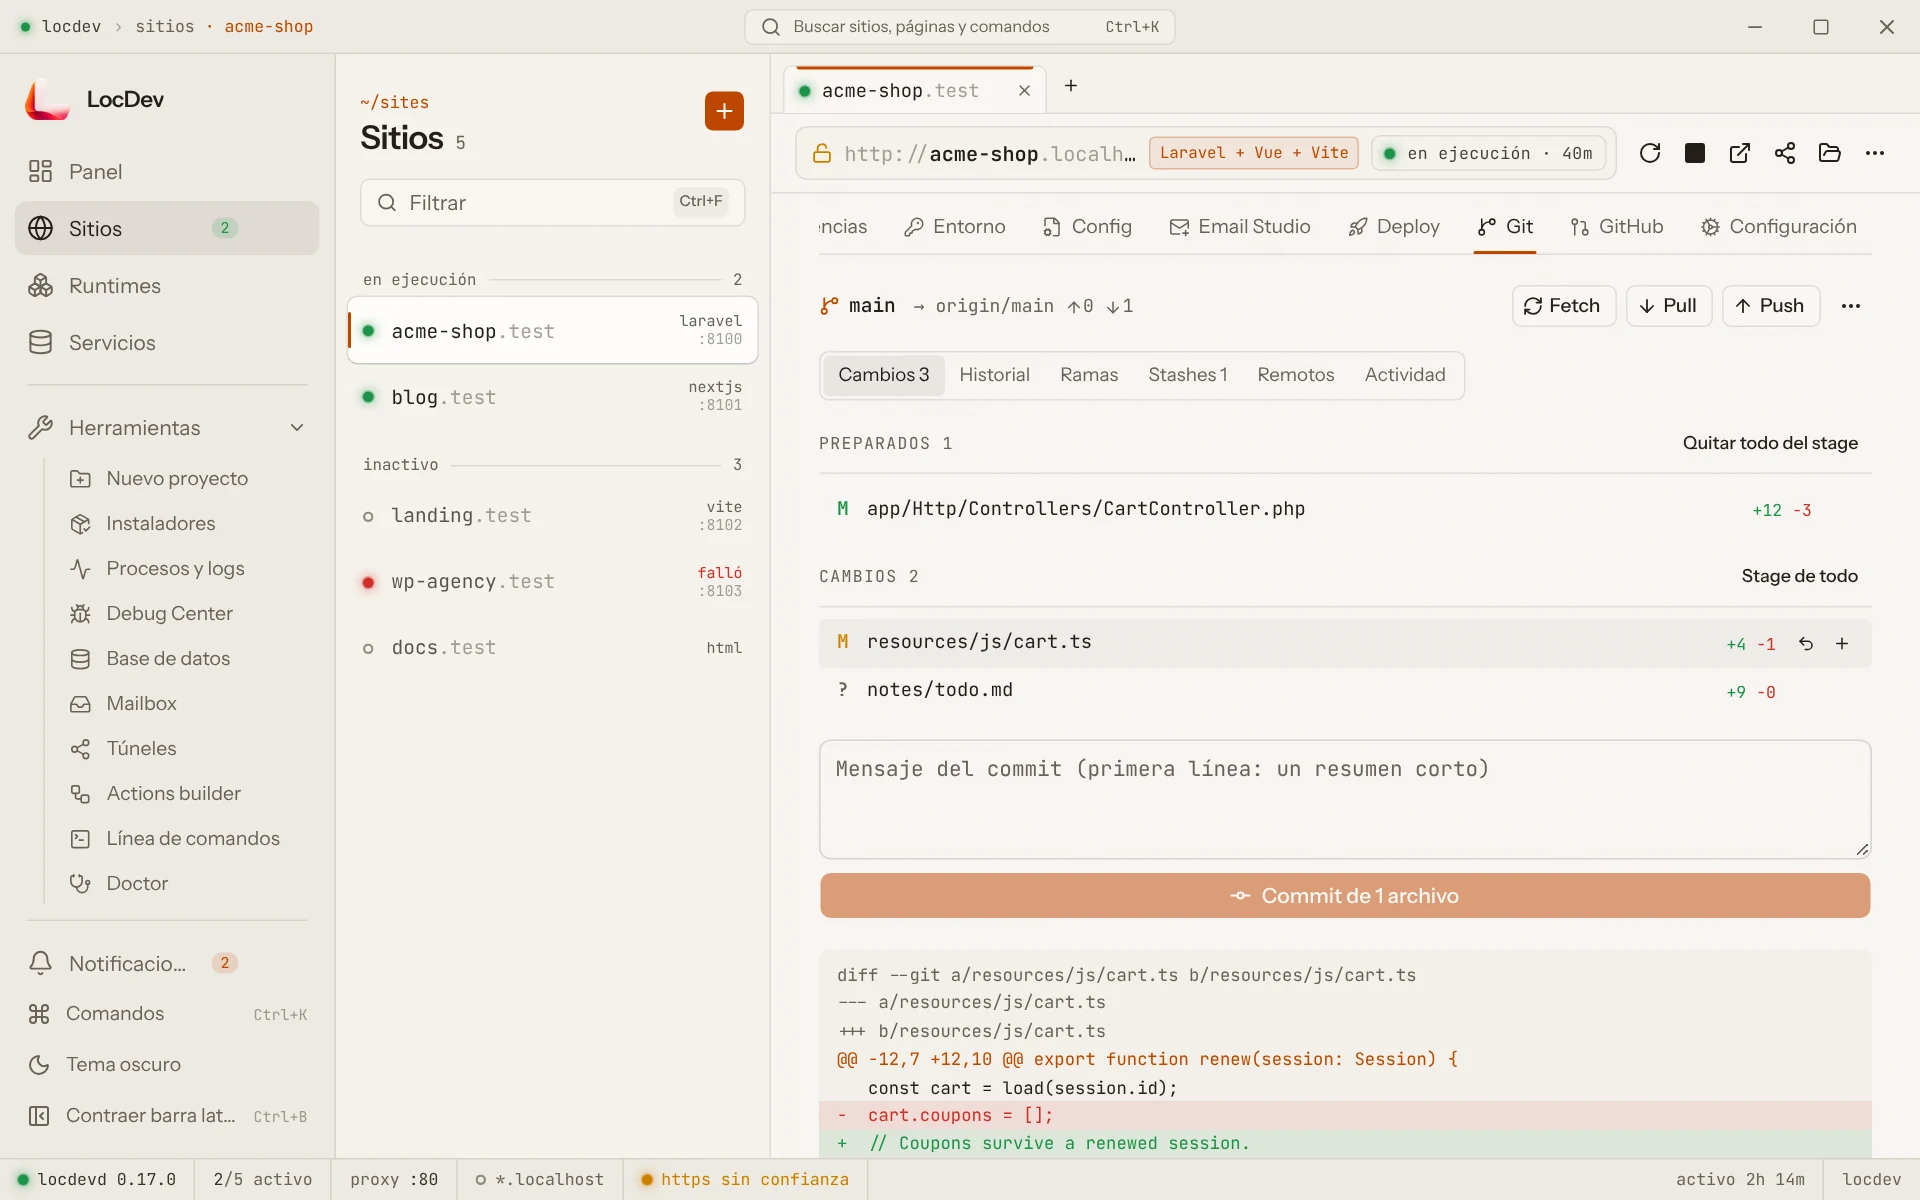 locdev › sitios · acme-shop
Buscar sitios, páginas y comandos Ctrl+K
LocDev
Panel
Sitios 2
Runtimes
Servicios
Herramientas
Nuevo proyecto
Instaladores
Procesos y logs
Debug Center
Base de datos
Mailbox
Túneles
Actions builder
Línea de comandos
Doctor
Notificacio... 2
Comandos Ctrl+K
Tema oscuro
Contraer barra lat... Ctrl+B
~/sites
Sitios 5
Filtrar Ctrl+F
en ejecución 2
acme-shop.test laravel
:8100
blog.test nextjs
:8101
inactivo 3
landing.test vite
:8102
wp-agency.test falló
:8103
docs.test html
acme-shop.test
http://acme-shop.localh… Laravel + Vue + Vite en ejecución · 40m
encias Entorno Config Email Studio Deploy Git GitHub Configuración
main → origin/main ↑0 ↓1 Fetch Pull Push
Cambios 3 Historial Ramas Stashes 1 Remotos Actividad
PREPARADOS 1 Quitar todo del stage
M app/Http/Controllers/CartController.php +12 -3
CAMBIOS 2 Stage de todo
M resources/js/cart.ts +4 -1
? notes/todo.md +9 -0
Mensaje del commit (primera línea: un resumen corto)
Commit de 1 archivo
diff --git a/resources/js/cart.ts b/resources/js/cart.ts
--- a/resources/js/cart.ts
+++ b/resources/js/cart.ts
@@ -12,7 +12,10 @@ export function renew(session: Session) {
const cart = load(session.id);
- cart.coupons = [];
+ // Coupons survive a renewed session.
locdevd 0.17.0 2/5 activo proxy :80 *.localhost https sin confianza activo 2h 14m locdev